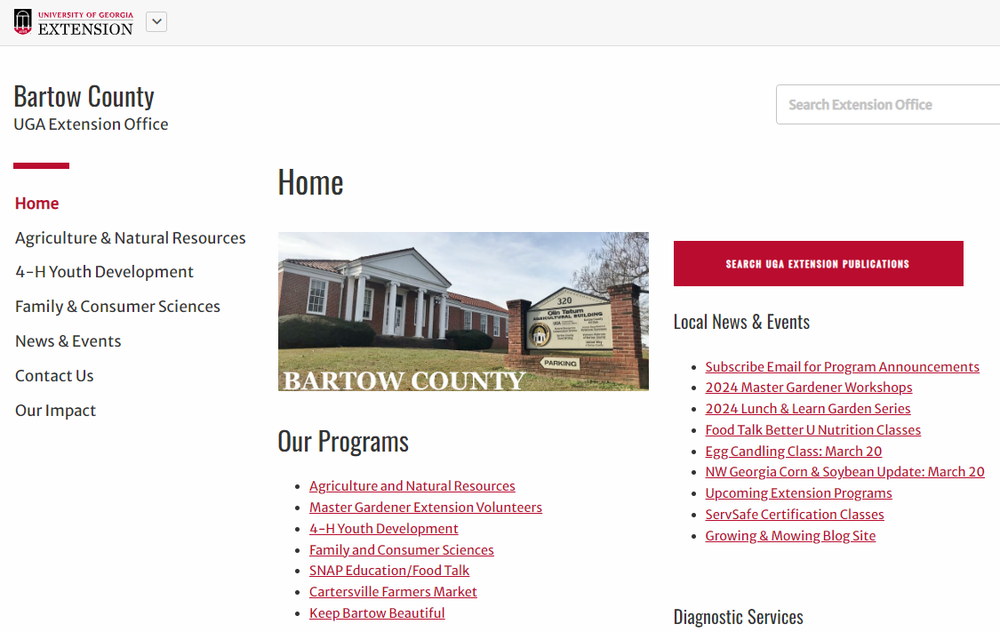 UNIVERSITY OF GEORGIA
EXTENSION
Bartow County
UGA Extension Office
Search Extension Office
Home
Agriculture & Natural Resources
4-H Youth Development
Family & Consumer Sciences
News & Events
Contact Us
Our Impact
Home
320
Olin Tatum
AGRICULTURAL BUILDING
UGA
PARKING
BARTOW COUNTY
Our Programs
Agriculture and Natural Resources
Master Gardener Extension Volunteers
4-H Youth Development
Family and Consumer Sciences
SNAP Education/Food Talk
Cartersville Farmers Market
Keep Bartow Beautiful
SEARCH UGA EXTENSION PUBLICATIONS
Local News & Events
Subscribe Email for Program Announcements
2024 Master Gardener Workshops
2024 Lunch & Learn Garden Series
Food Talk Better U Nutrition Classes
Egg Candling Class: March 20
NW Georgia Corn & Soybean Update: March 20
Upcoming Extension Programs
ServSafe Certification Classes
Growing & Mowing Blog Site
Diagnostic Services